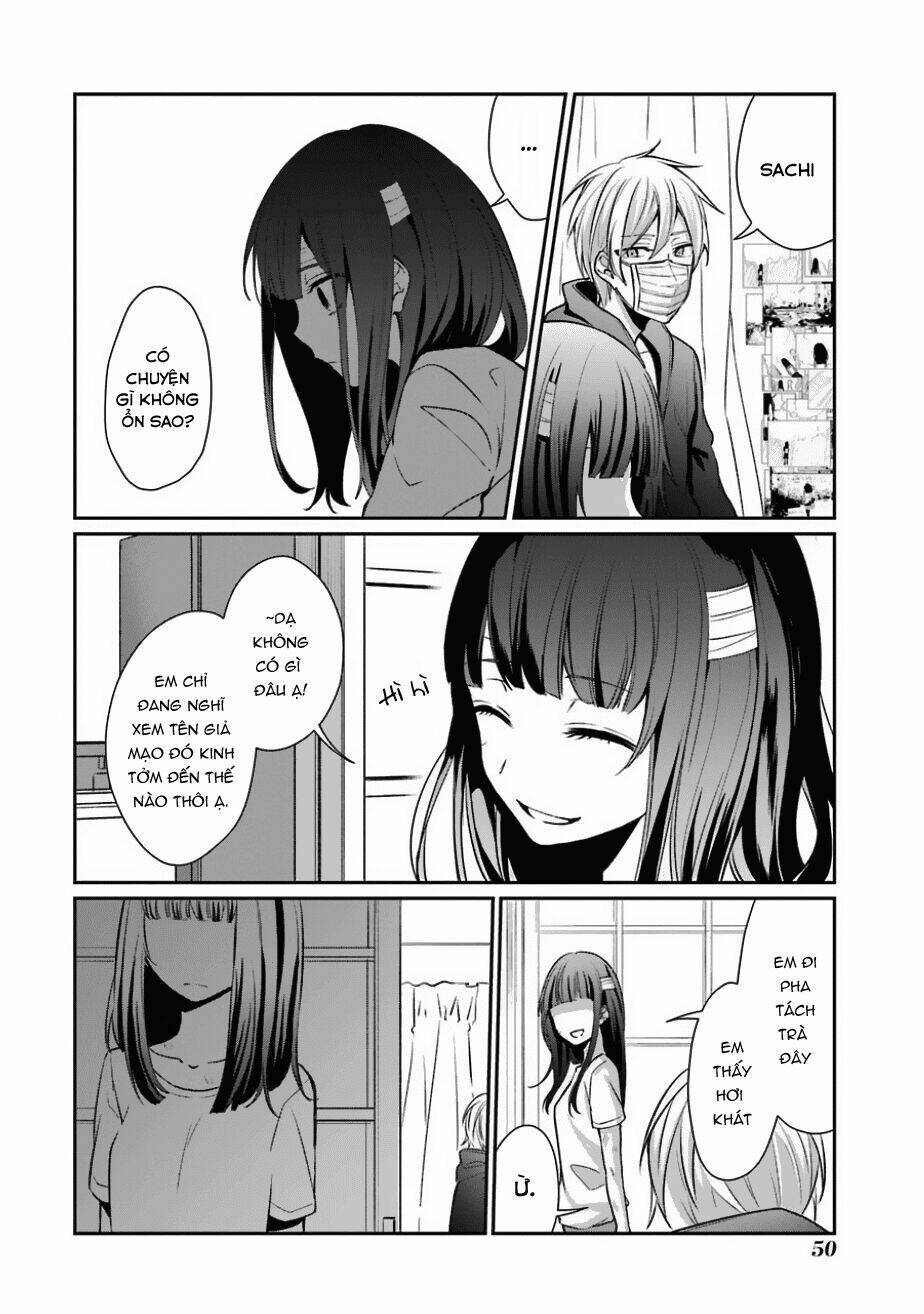 SACHI
...
CÓ
CHUYỆN
GÌ KHÔNG
ỔN SAO?
~DẠ
KHÔNG
CÓ GÌ
ĐÂU Ạ!
Hì hì
EM CHỈ
ĐANG NGHĨ
XEM TÊN GIẢ
MẠO ĐÓ KINH
TỞM ĐẾN THẾ
NÀO THÔI Ạ.
EM ĐI
PHA
TÁCH
TRÀ
ĐÂY
EM
THẤY
HƠI
KHÁT
Ừ.
50